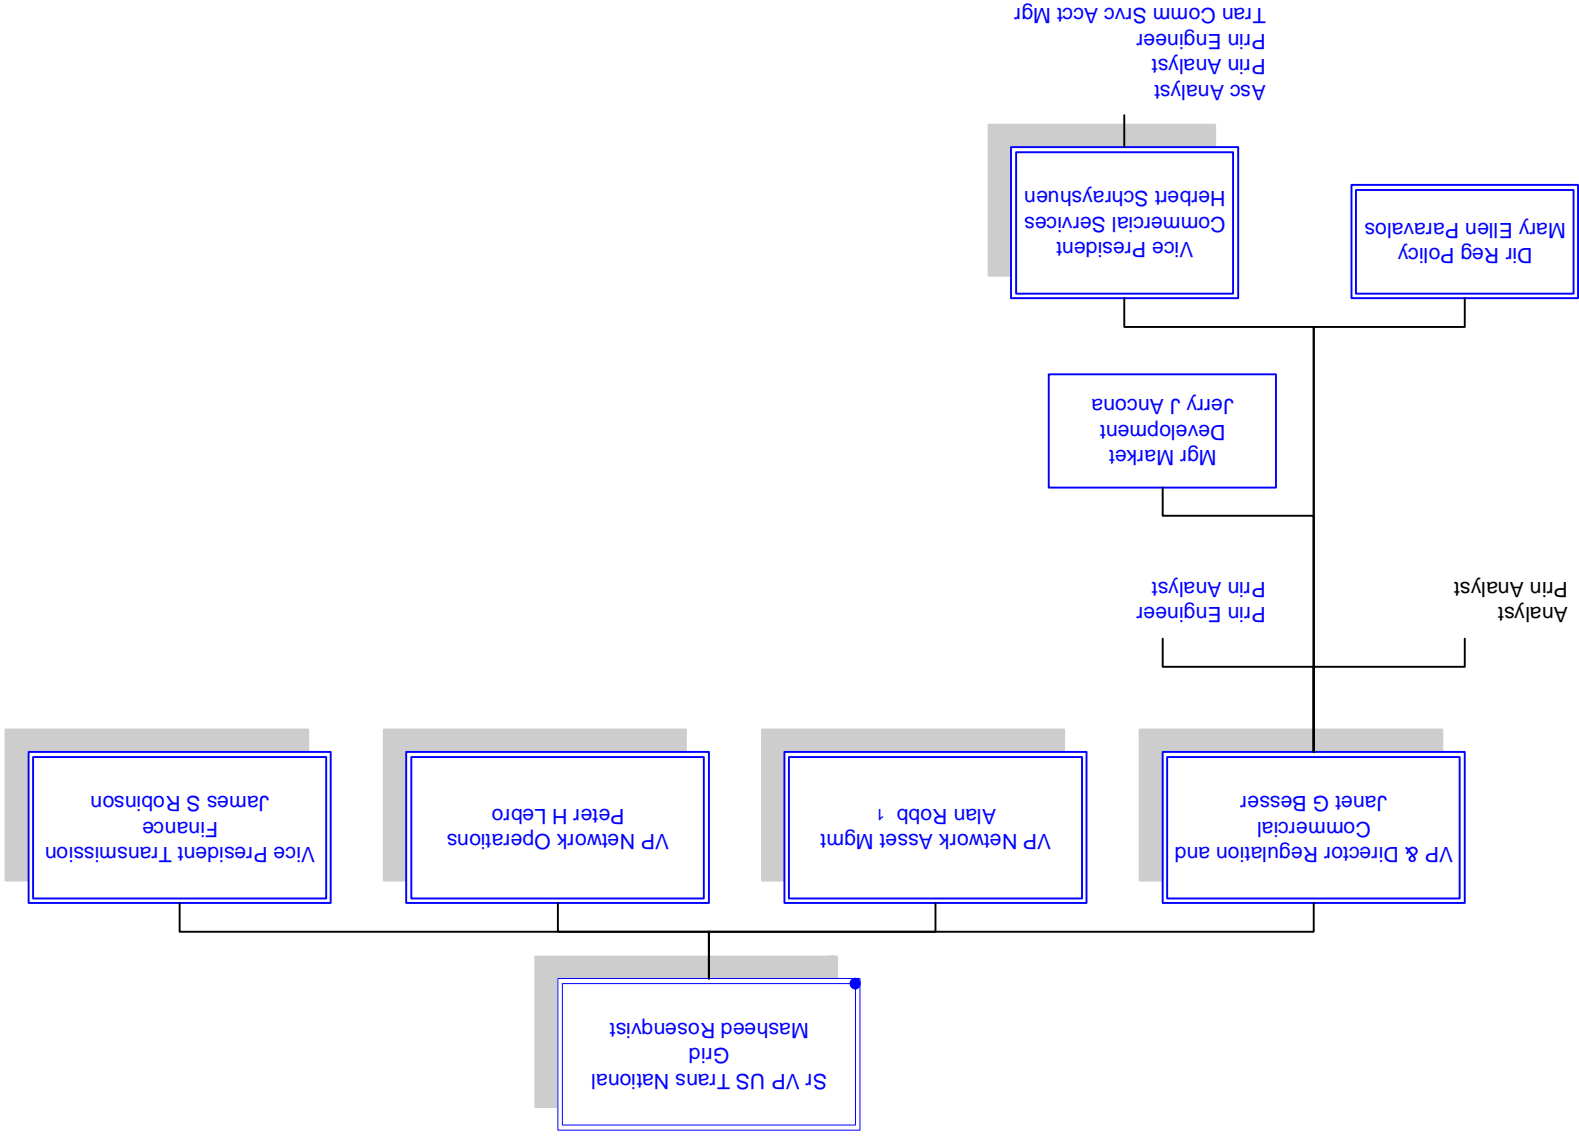 Sr VP US Trans National
Grid
Masheed Rosenqvist
VP & Director Regulation and
Commercial
Janet G Besser
VP Network Asset Mgmt
Alan Robb 1
VP Network Operations
Peter H Lebro
Vice President Transmission
Finance
James S Robinson
Analyst
Prin Analyst
Prin Engineer
Prin Analyst
Mgr Market
Development
Jerry J Ancona
Dir Reg Policy
Mary Ellen Paravalos
Vice President
Commercial Services
Herbert Schrayshuen
Asc Analyst
Prin Analyst
Prin Engineer
Tran Comm Srvc Acct Mgr